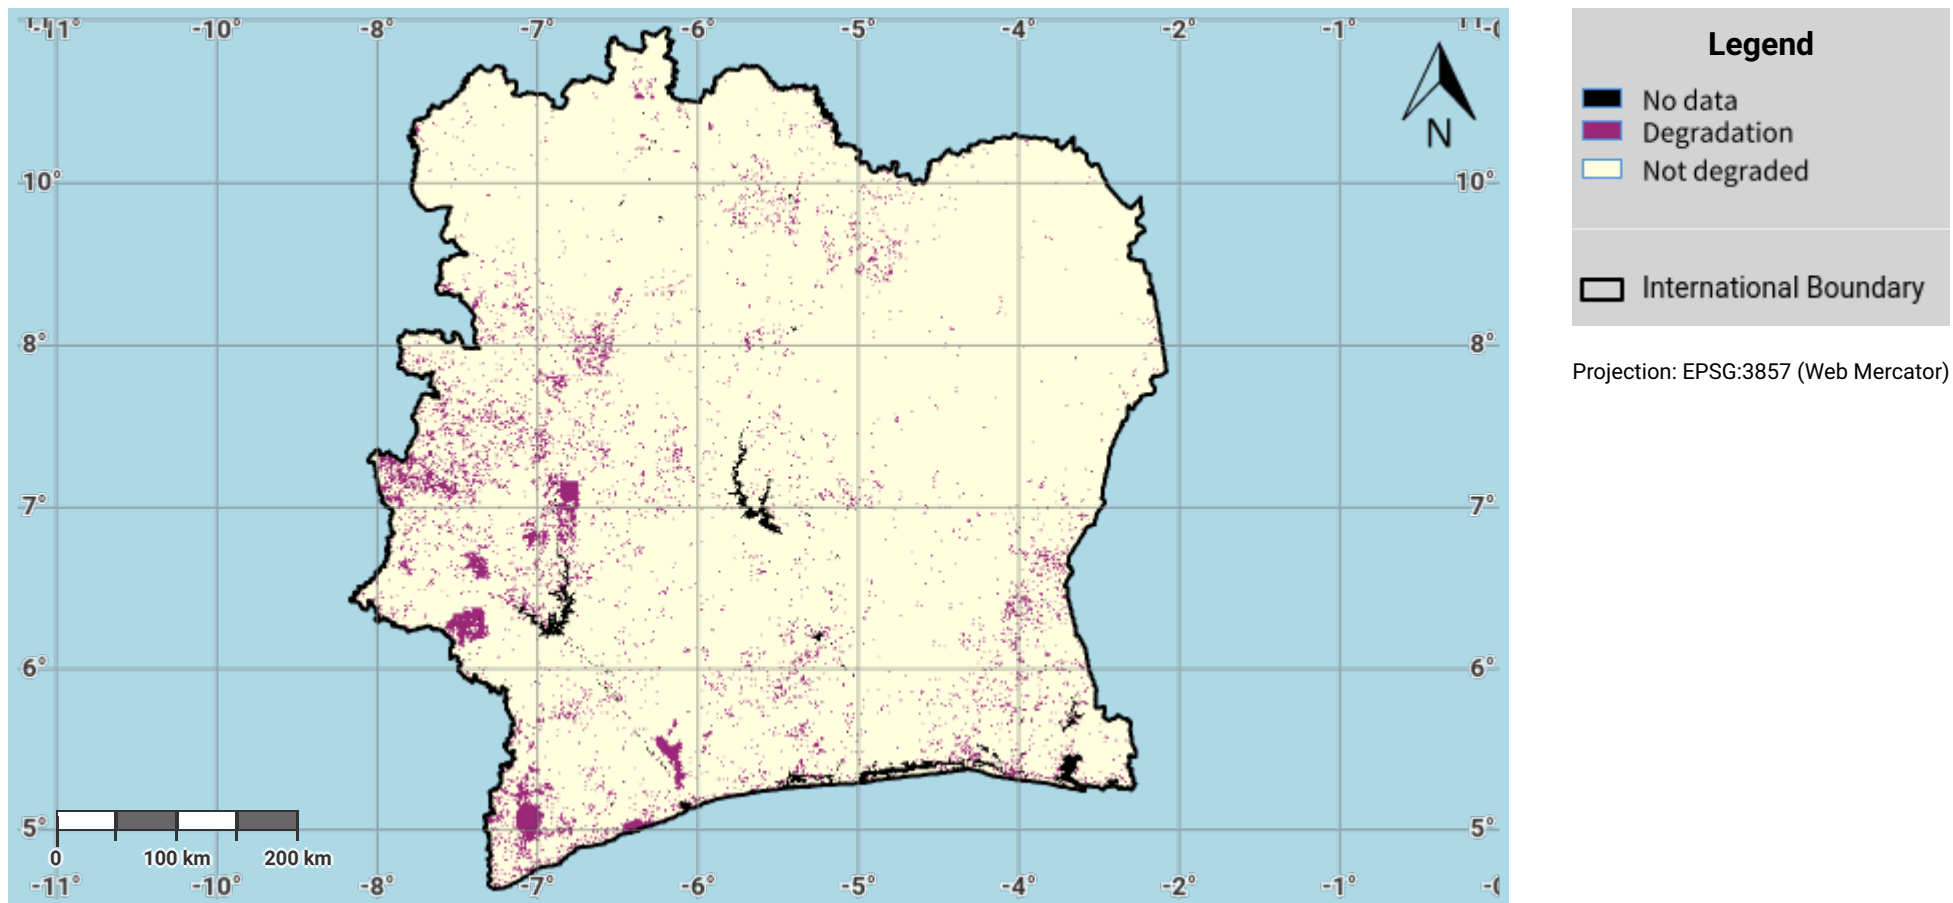 -11° -10° -8° -7° -6° -5° -4° -2° -1°
N
10° 10°
8° 8°
7° 7°
6° 6°
5° 5°
0 100 km 200 km
-11° -10° -8° -7° -6° -5° -4° -2° -1°
Legend
No data
Degradation
Not degraded
International Boundary
Projection: EPSG:3857 (Web Mercator)